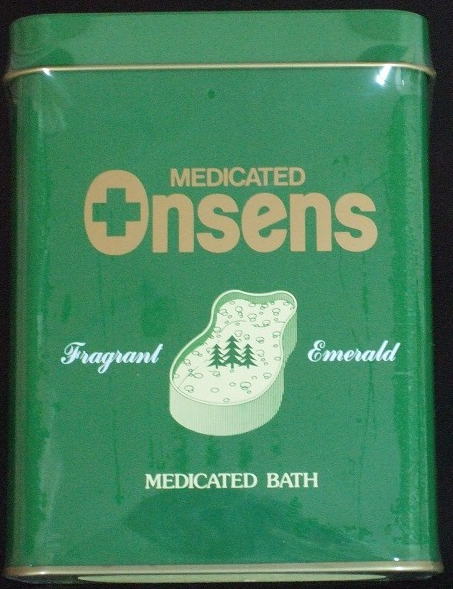 MEDICATED
Onsens
Fragrant Emerald
MEDICATED BATH